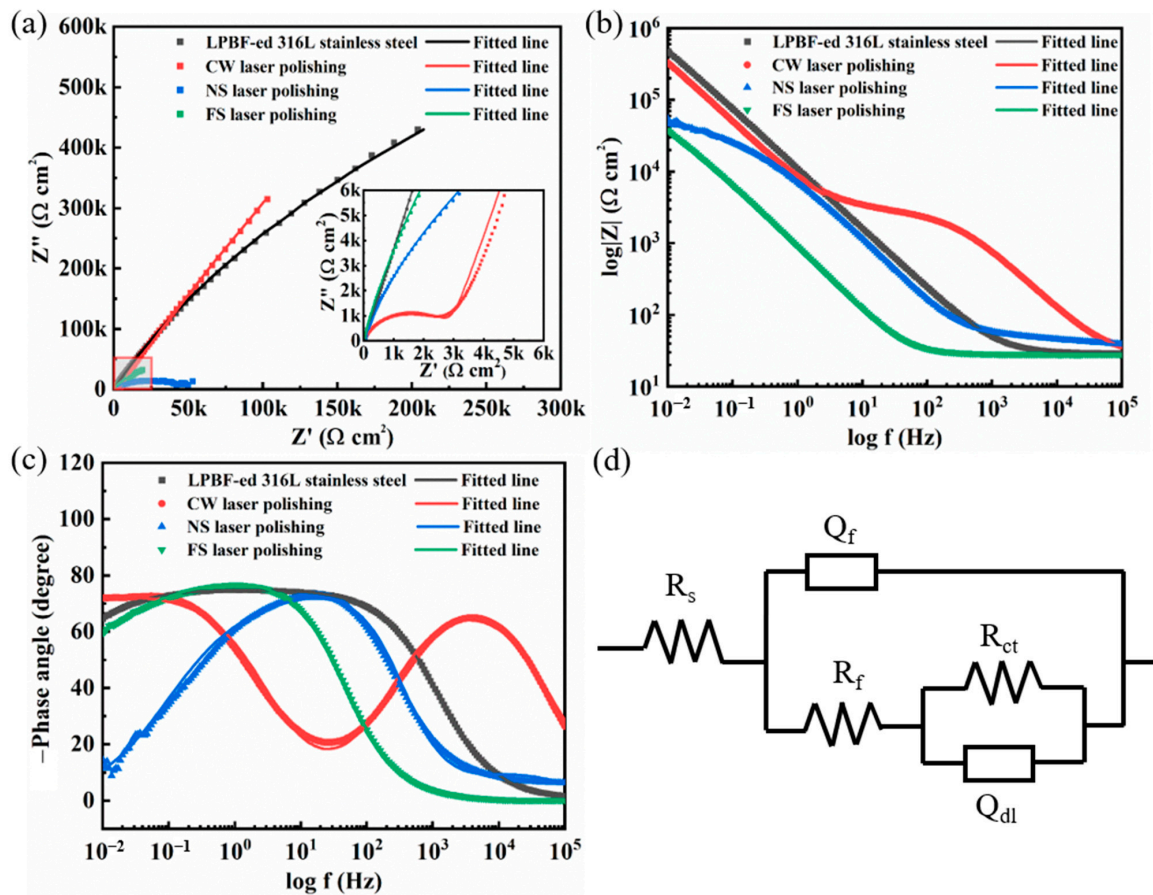 (a)
600k
500k
400k
300k
200k
100k
0
Z" (Ω cm²)
LPBF-ed 316L stainless steel Fitted line
CW laser polishing Fitted line
NS laser polishing Fitted line
FS laser polishing Fitted line
6k
5k
4k
3k
2k
1k
0
Z" (Ω cm²)
1k 2k 3k 4k 5k 6k
Z' (Ω cm²)
0 50k 100k 150k 200k 250k 300k
Z' (Ω cm²)
(b)
10⁶
10⁵
10⁴
10³
10²
10¹
log|Z| (Ω cm²)
LPBF-ed 316L stainless steel Fitted line
CW laser polishing Fitted line
NS laser polishing Fitted line
FS laser polishing Fitted line
10⁻² 10⁻¹ 10⁰ 10¹ 10² 10³ 10⁴ 10⁵
log f (Hz)
(c)
120
100
80
60
40
20
0
−Phase angle (degree)
LPBF-ed 316L stainless steel Fitted line
CW laser polishing Fitted line
NS laser polishing Fitted line
FS laser polishing Fitted line
10⁻² 10⁻¹ 10⁰ 10¹ 10² 10³ 10⁴ 10⁵
log f (Hz)
(d)
Qf
Rs
Rct
Rf
Qdl